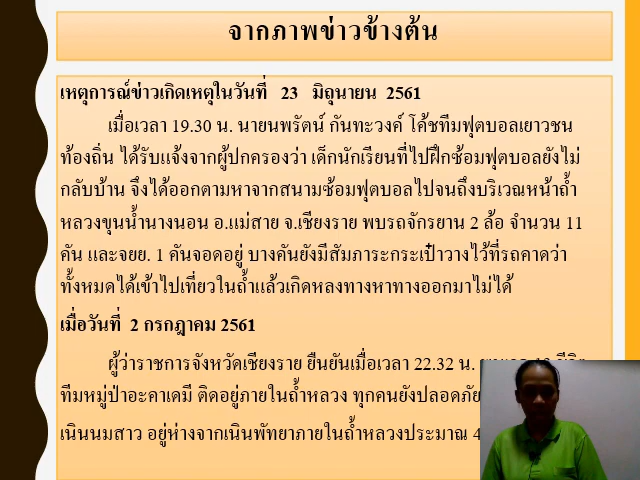 จากภาพข่าวข้างต้น
เหตุการณ์ข่าวเกิดเหตุในวันที่ 23 มิถุนายน 2561
เมื่อเวลา 19.30 น. นายนพรัตน์ กันทะวงค์ โค้ชทีมฟุตบอลเยาวชน
ท้องถิ่น ได้รับแจ้งจากผู้ปกครองว่า เด็กนักเรียนที่ไปฝึกซ้อมฟุตบอลยังไม่
กลับบ้าน จึงได้ออกตามหาจากสนามซ้อมฟุตบอลไปจนถึงบริเวณหน้าถ้ำ
หลวงขุนน้ำนางนอน อ.แม่สาย จ.เชียงราย พบรถจักรยาน 2 ล้อ จำนวน 11
คัน และจยย. 1 คันจอดอยู่ บางคันยังมีสัมภาระกระเป๋าวางไว้ที่รถคาดว่า
ทั้งหมดได้เข้าไปเที่ยวในถ้ำแล้วเกิดหลงทางหาทางออกมาไม่ได้
เมื่อวันที่ 2 กรกฎาคม 2561
ผู้ว่าราชการจังหวัดเชียงราย ยืนยันเมื่อเวลา 22.32 น.
ทีมหมู่ป่าอะคาเดมี ติดอยู่ภายในถ้ำหลวง ทุกคนยังปลอดภัย
เนินนมสาว อยู่ห่างจากเนินพัทยาภายในถ้ำหลวงประมาณ 4